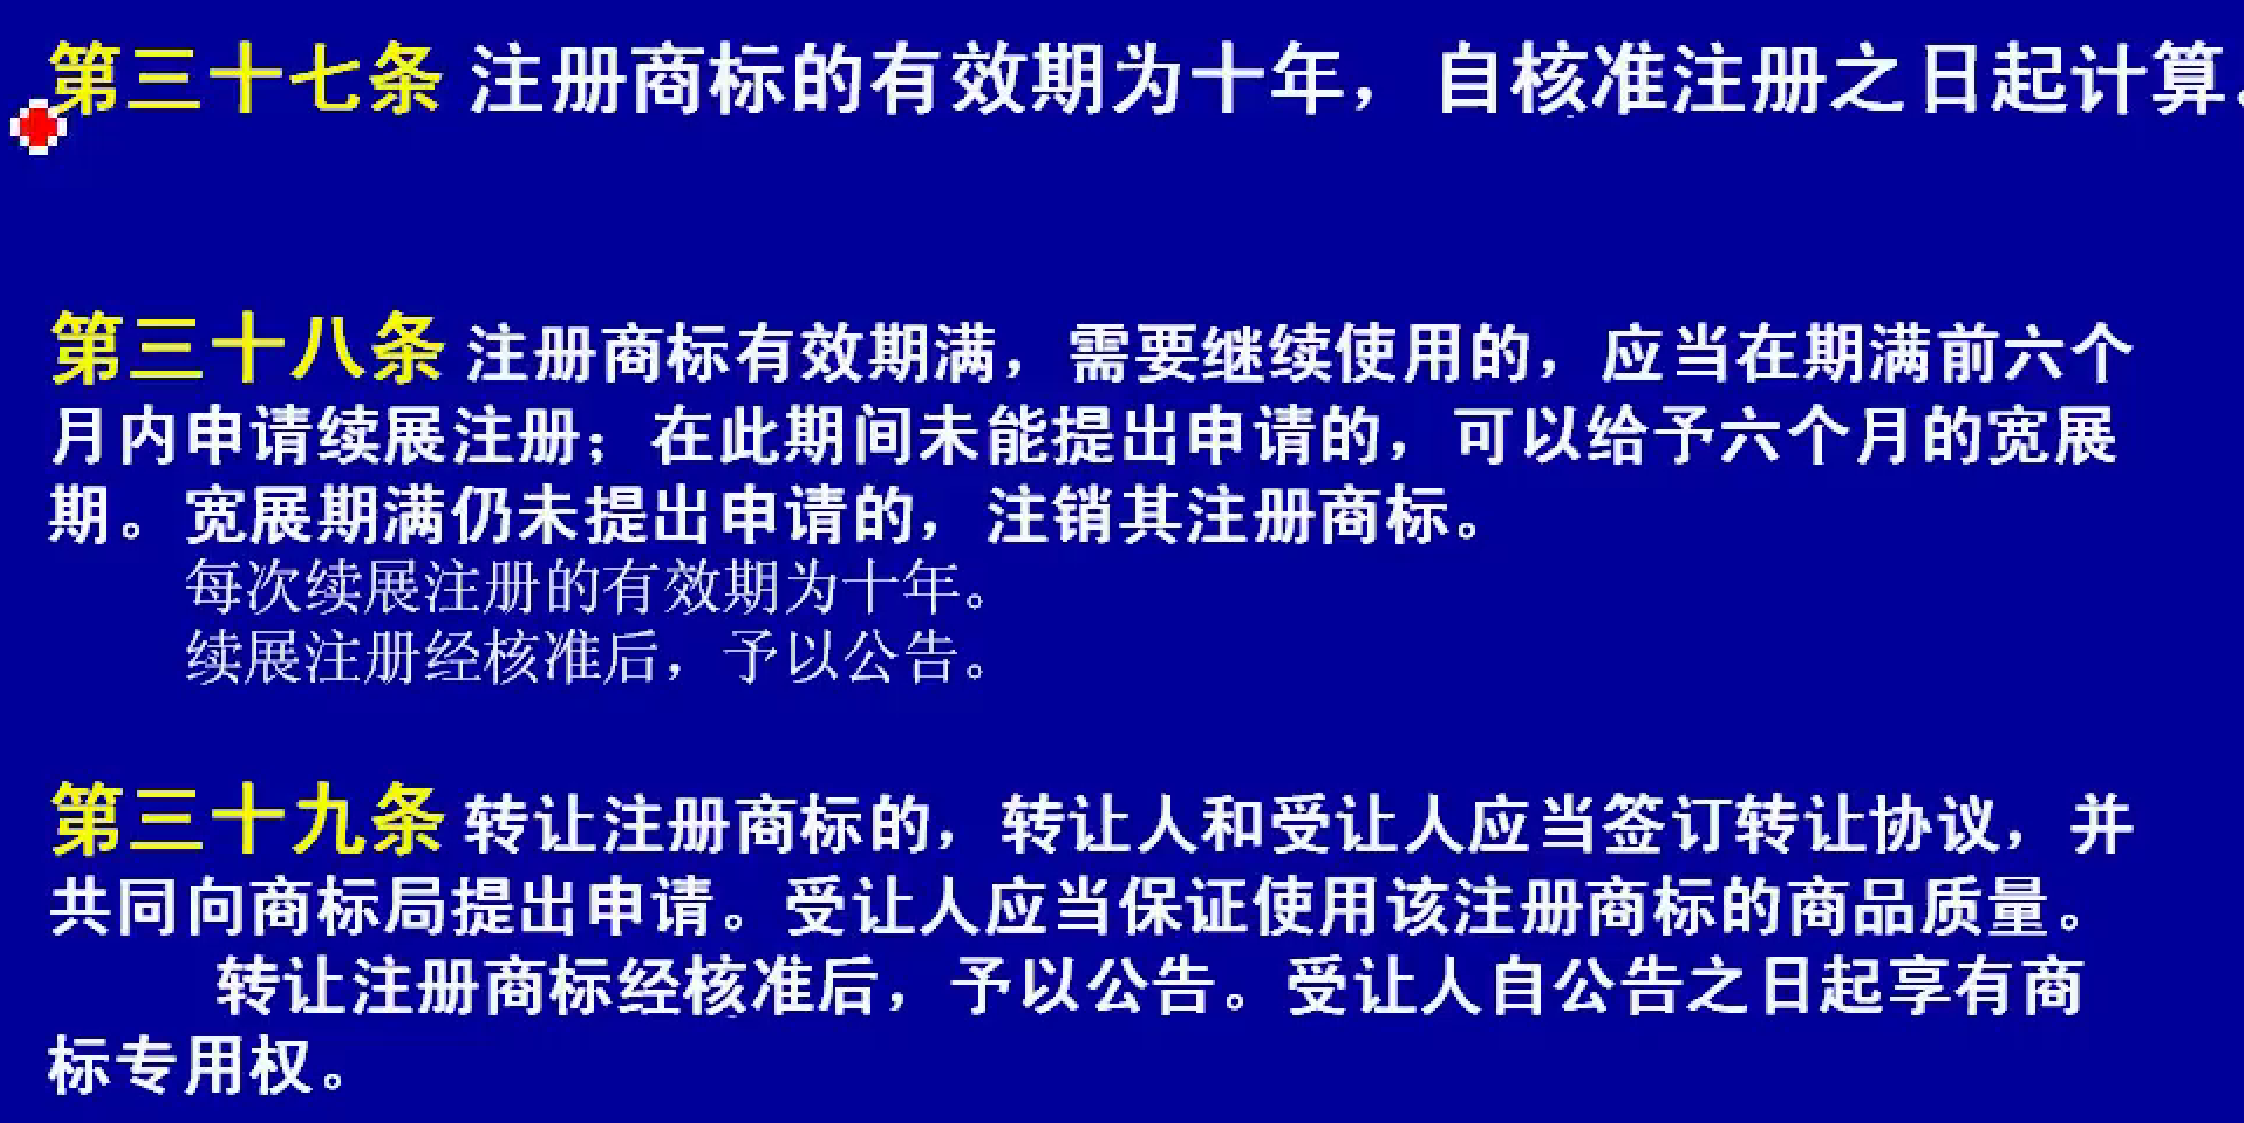 第三十七条 注册商标的有效期为十年，自核准注册之日起计算。
第三十八条 注册商标有效期满，需要继续使用的，应当在期满前六个
月内申请续展注册；在此期间未能提出申请的，可以给予六个月的宽展
期。宽展期满仍未提出申请的，注销其注册商标。
每次续展注册的有效期为十年。
续展注册经核准后，予以公告。
第三十九条 转让注册商标的，转让人和受让人应当签订转让协议，并
共同向商标局提出申请。受让人应当保证使用该注册商标的商品质量。
转让注册商标经核准后，予以公告。受让人自公告之日起享有商
标专用权。